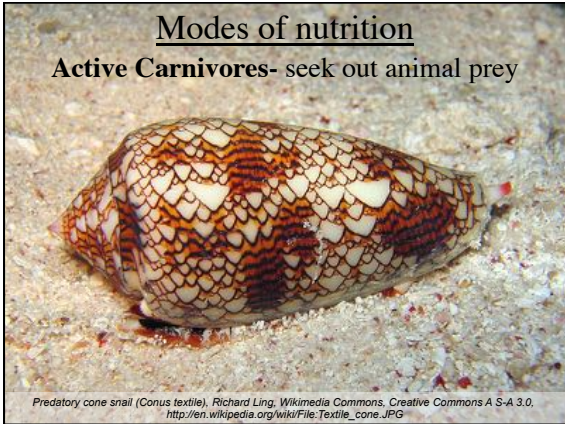 Modes of nutrition
Active Carnivores- seek out animal prey
Predatory cone snail (Conus textile), Richard Ling, Wikimedia Commons, Creative Commons A S-A 3.0,
http://en.wikipedia.org/wiki/File:Textile_cone.JPG